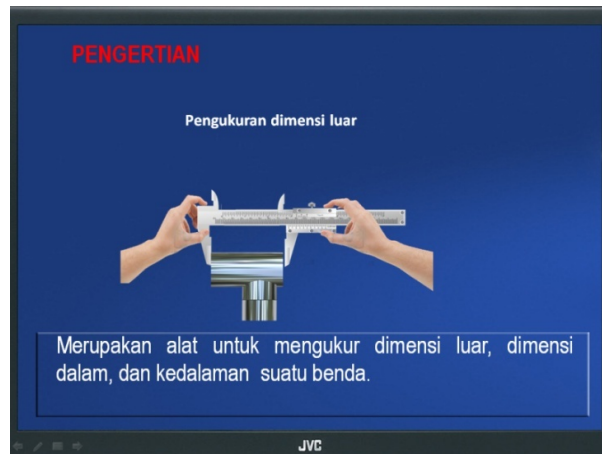 PENGERTIAN
Pengukuran dimensi luar
Merupakan alat untuk mengukur dimensi luar, dimensi
dalam, dan kedalaman suatu benda.
JVC